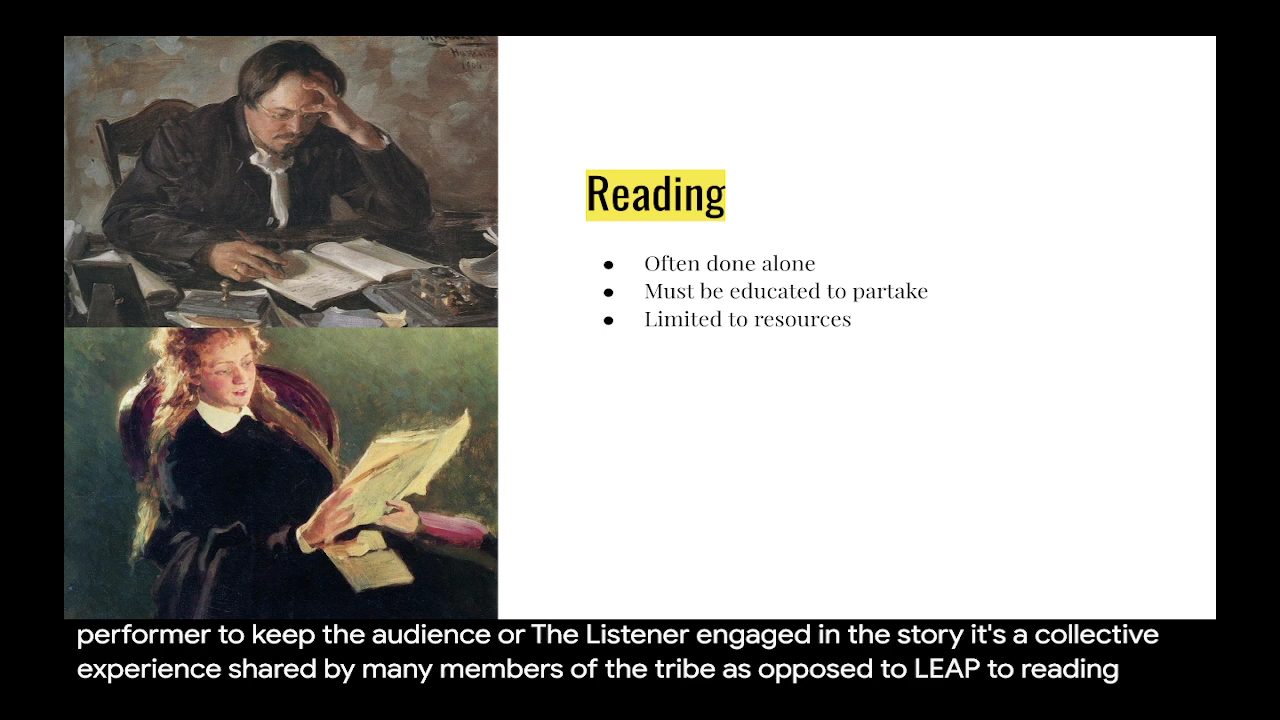 Reading
● Often done alone
● Must be educated to partake
● Limited to resources
performer to keep the audience or The Listener engaged in the story it's a collective
experience shared by many members of the tribe as opposed to LEAP to reading